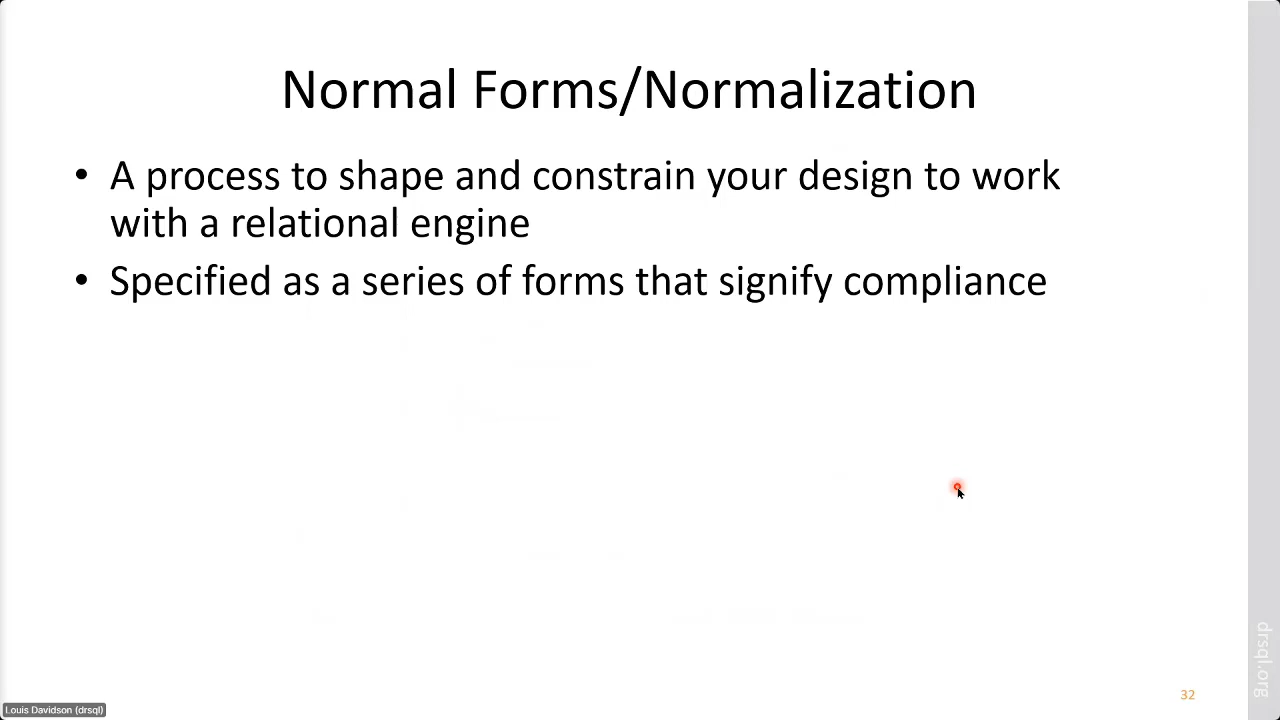 Normal Forms/Normalization
• A process to shape and constrain your design to work
with a relational engine
• Specified as a series of forms that signify compliance
drsql.org
32
Louis Davidson (drsql)